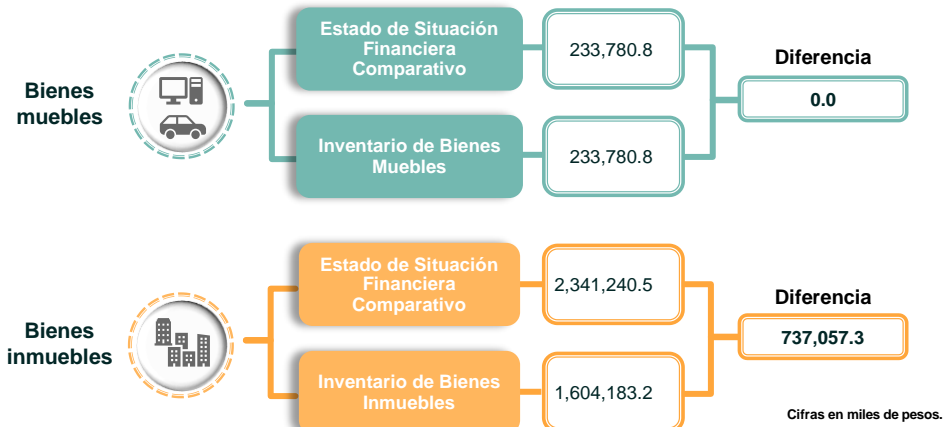 Bienes
muebles
Estado de Situación
Financiera
Comparativo
233,780.8
Inventario de Bienes
Muebles
233,780.8
Diferencia
0.0
Bienes
inmuebles
Estado de Situación
Financiera
Comparativo
2,341,240.5
Inventario de Bienes
Inmuebles
1,604,183.2
Diferencia
737,057.3
Cifras en miles de pesos.